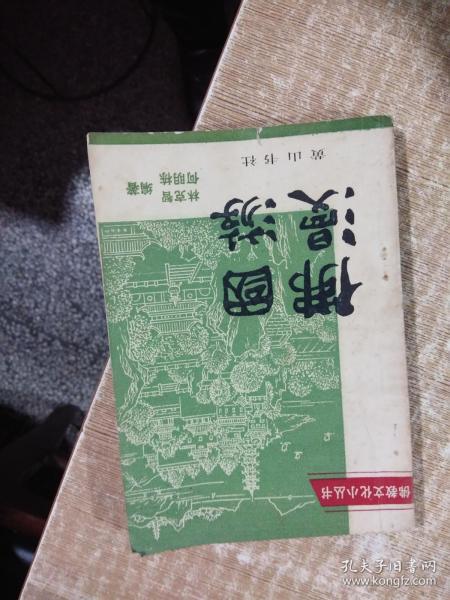 佛教文化小丛书
佛國
漫游
林克智
何明栋
编著
黄山书社
孔夫子旧书网
www.kongfz.com